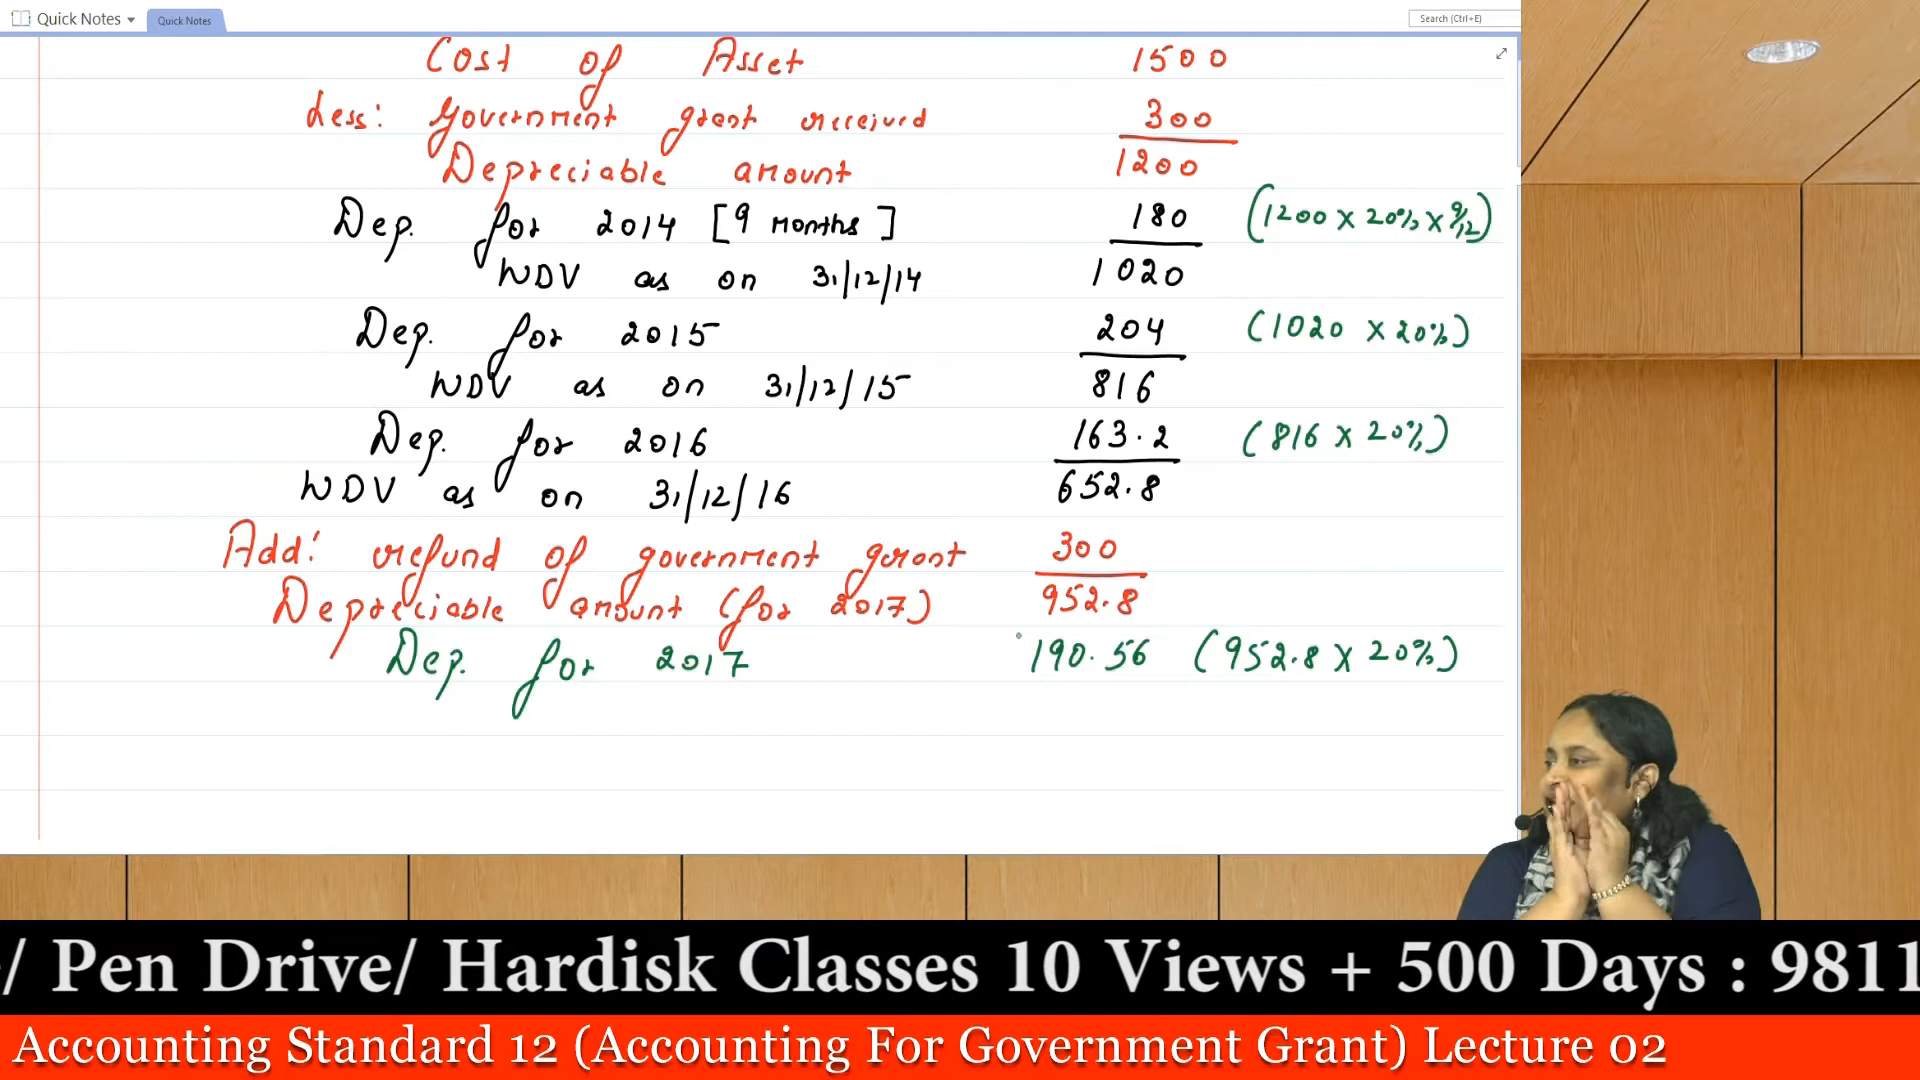 Quick Notes
Quick Notes
Search (Ctrl+E)
Cost of Asset 1500
Less: Government grant received 300
Depreciable amount 1200
Dep. for 2014 [9 Months] 180 (1200 x 20% x 9/12)
WDV as on 31/12/14 1020
Dep. for 2015 204 (1020 x 20%)
WDV as on 31/12/15 816
Dep. for 2016 163.2 (816 x 20%)
WDV as on 31/12/16 652.8
Add: refund of government grant 300
Depreciable amount (for 2017) 952.8
Dep. for 2017 190.56 (952.8 x 20%)
/ Pen Drive/ Hardisk Classes 10 Views + 500 Days : 9811
Accounting Standard 12 (Accounting For Government Grant) Lecture 02